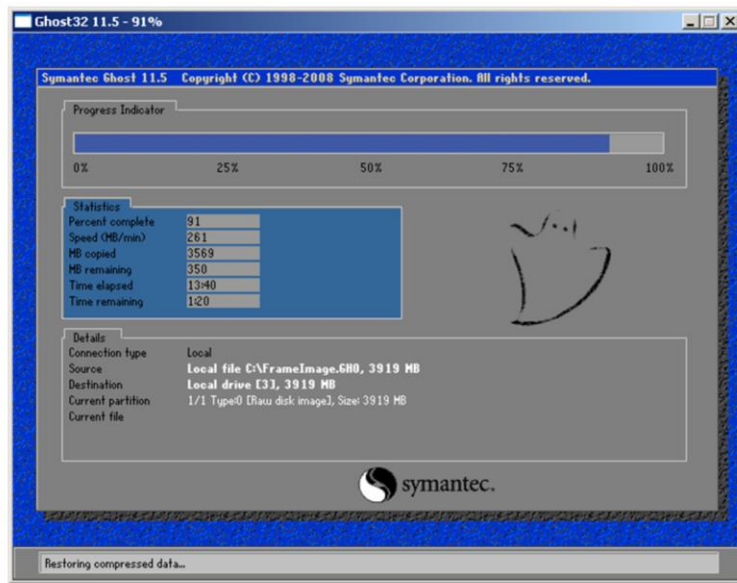 Ghost32 11.5 - 91%
Symantec Ghost 11.5 Copyright (C) 1998-2008 Symantec Corporation. All rights reserved.
Progress Indicator
0% 25% 50% 75% 100%
Statistics
Percent complete 91
Speed (MB/min) 261
MB copied 3569
MB remaining 350
Time elapsed 13:40
Time remaining 1:20
Details
Connection type Local
Source Local file C:\FrameImage.GHO, 3919 MB
Destination Local drive [3], 3919 MB
Current partition 1/1 Type:0 [Raw disk image], Size: 3919 MB
Current file
symantec.
Restoring compressed data...